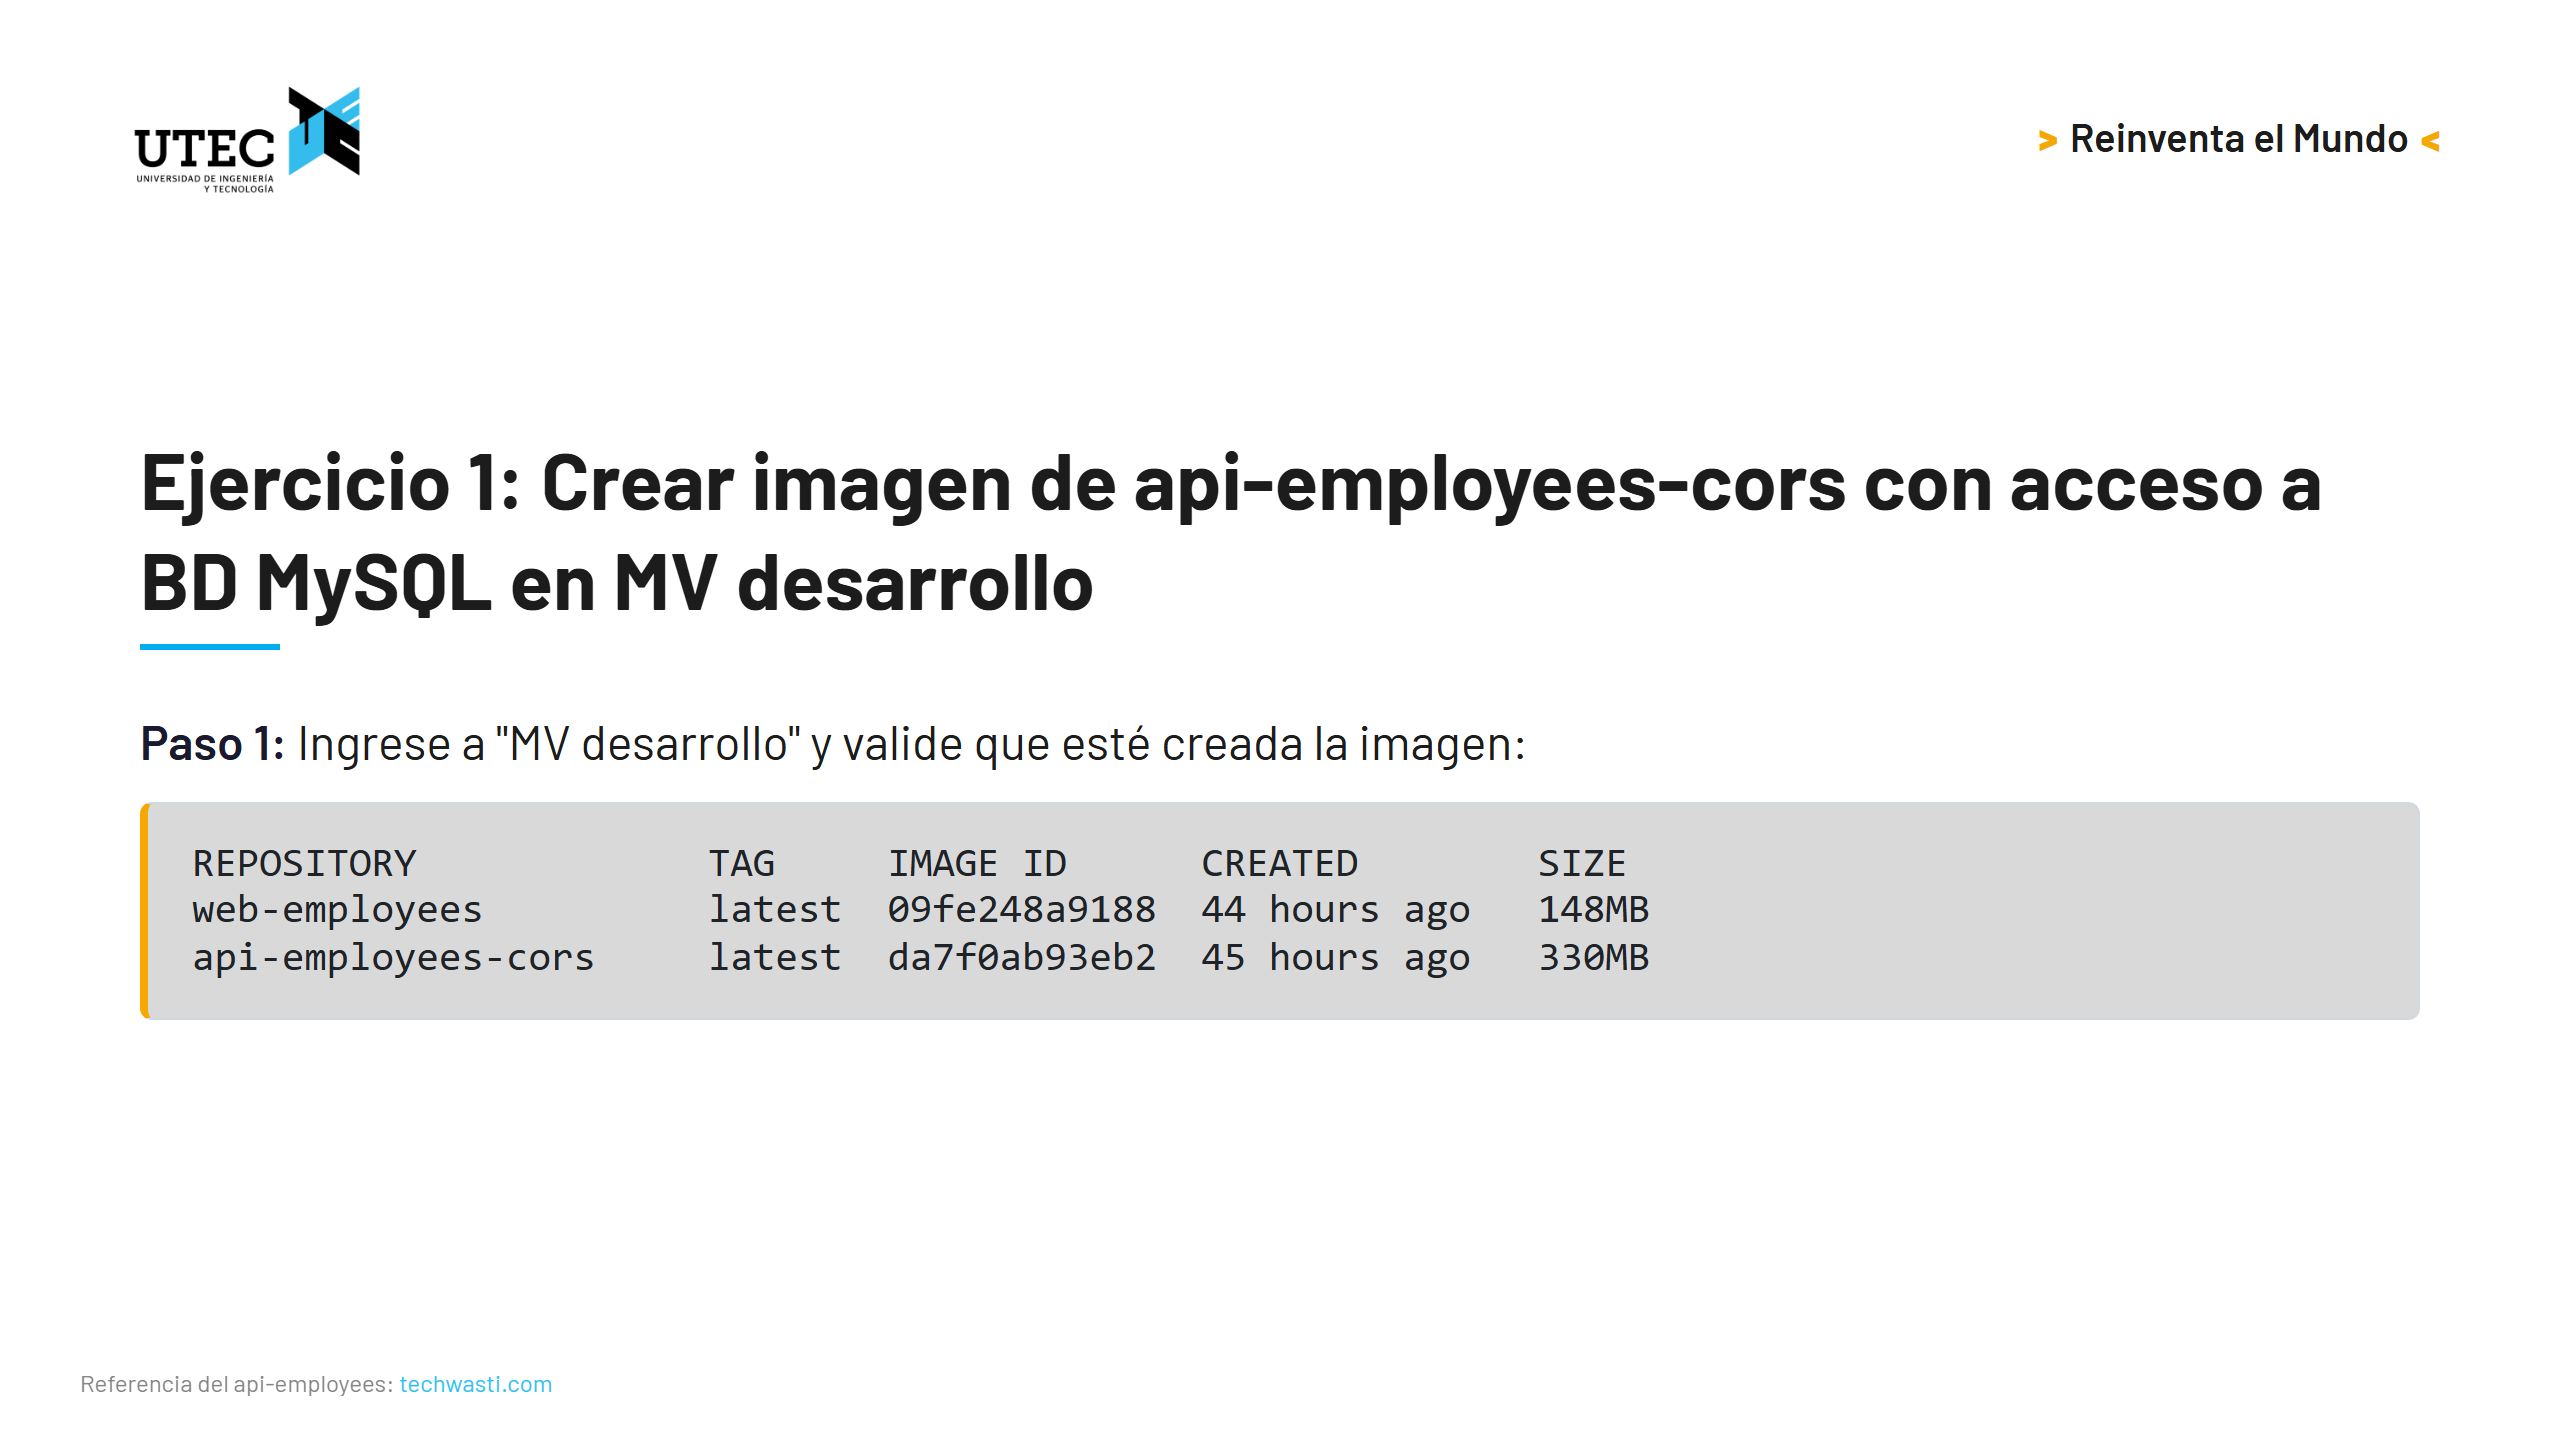 UTEC
UNIVERSIDAD DE INGENIERÍA
Y TECNOLOGÍA
> Reinventa el Mundo <
Ejercicio 1: Crear imagen de api-employees-cors con acceso a
BD MySQL en MV desarrollo
Paso 1: Ingrese a "MV desarrollo" y valide que esté creada la imagen:
REPOSITORY TAG IMAGE ID CREATED SIZE
web-employees latest 09fe248a9188 44 hours ago 148MB
api-employees-cors latest da7f0ab93eb2 45 hours ago 330MB
Referencia del api-employees: techwasti.com